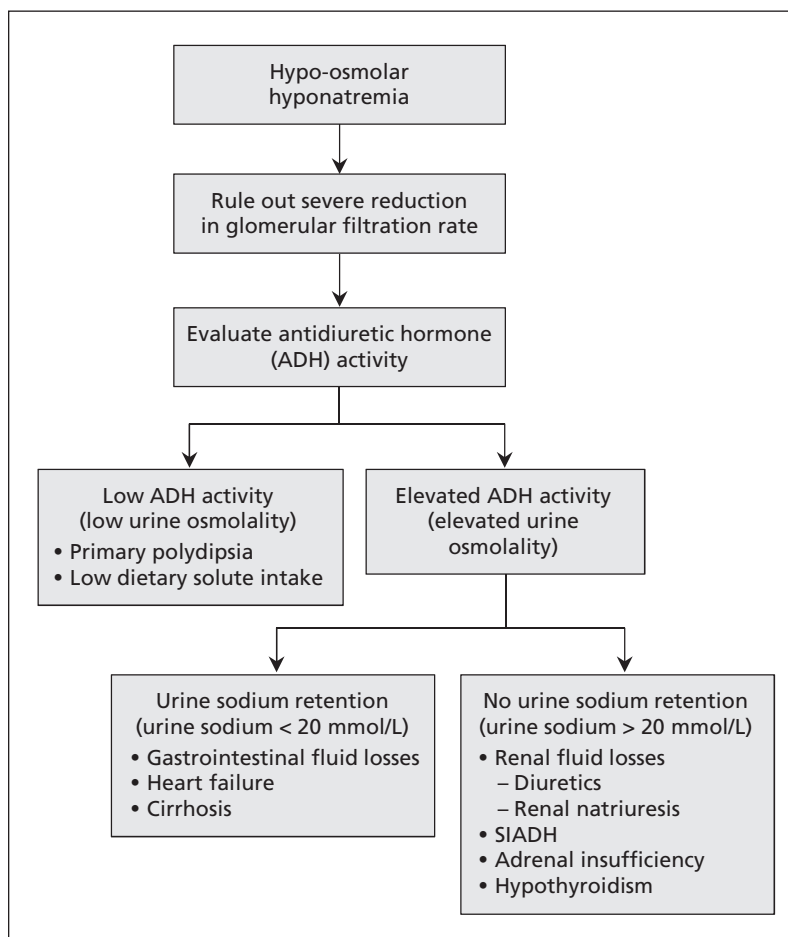 Hypo-osmolar
hyponatremia
Rule out severe reduction
in glomerular filtration rate
Evaluate antidiuretic hormone
(ADH) activity
Low ADH activity
(low urine osmolality)
• Primary polydipsia
• Low dietary solute intake
Elevated ADH activity
(elevated urine
osmolality)
Urine sodium retention
(urine sodium < 20 mmol/L)
• Gastrointestinal fluid losses
• Heart failure
• Cirrhosis
No urine sodium retention
(urine sodium > 20 mmol/L)
• Renal fluid losses
– Diuretics
– Renal natriuresis
• SIADH
• Adrenal insufficiency
• Hypothyroidism